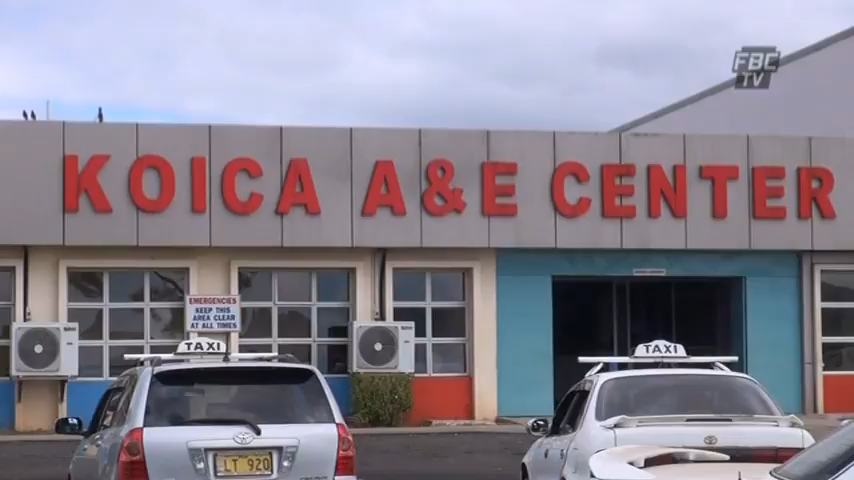 FBC
TV
KOICA A&E CENTER
EMERGENCIES
KEEP THIS
AREA CLEAR
AT ALL TIMES
TAXI
TAXI
LT 920